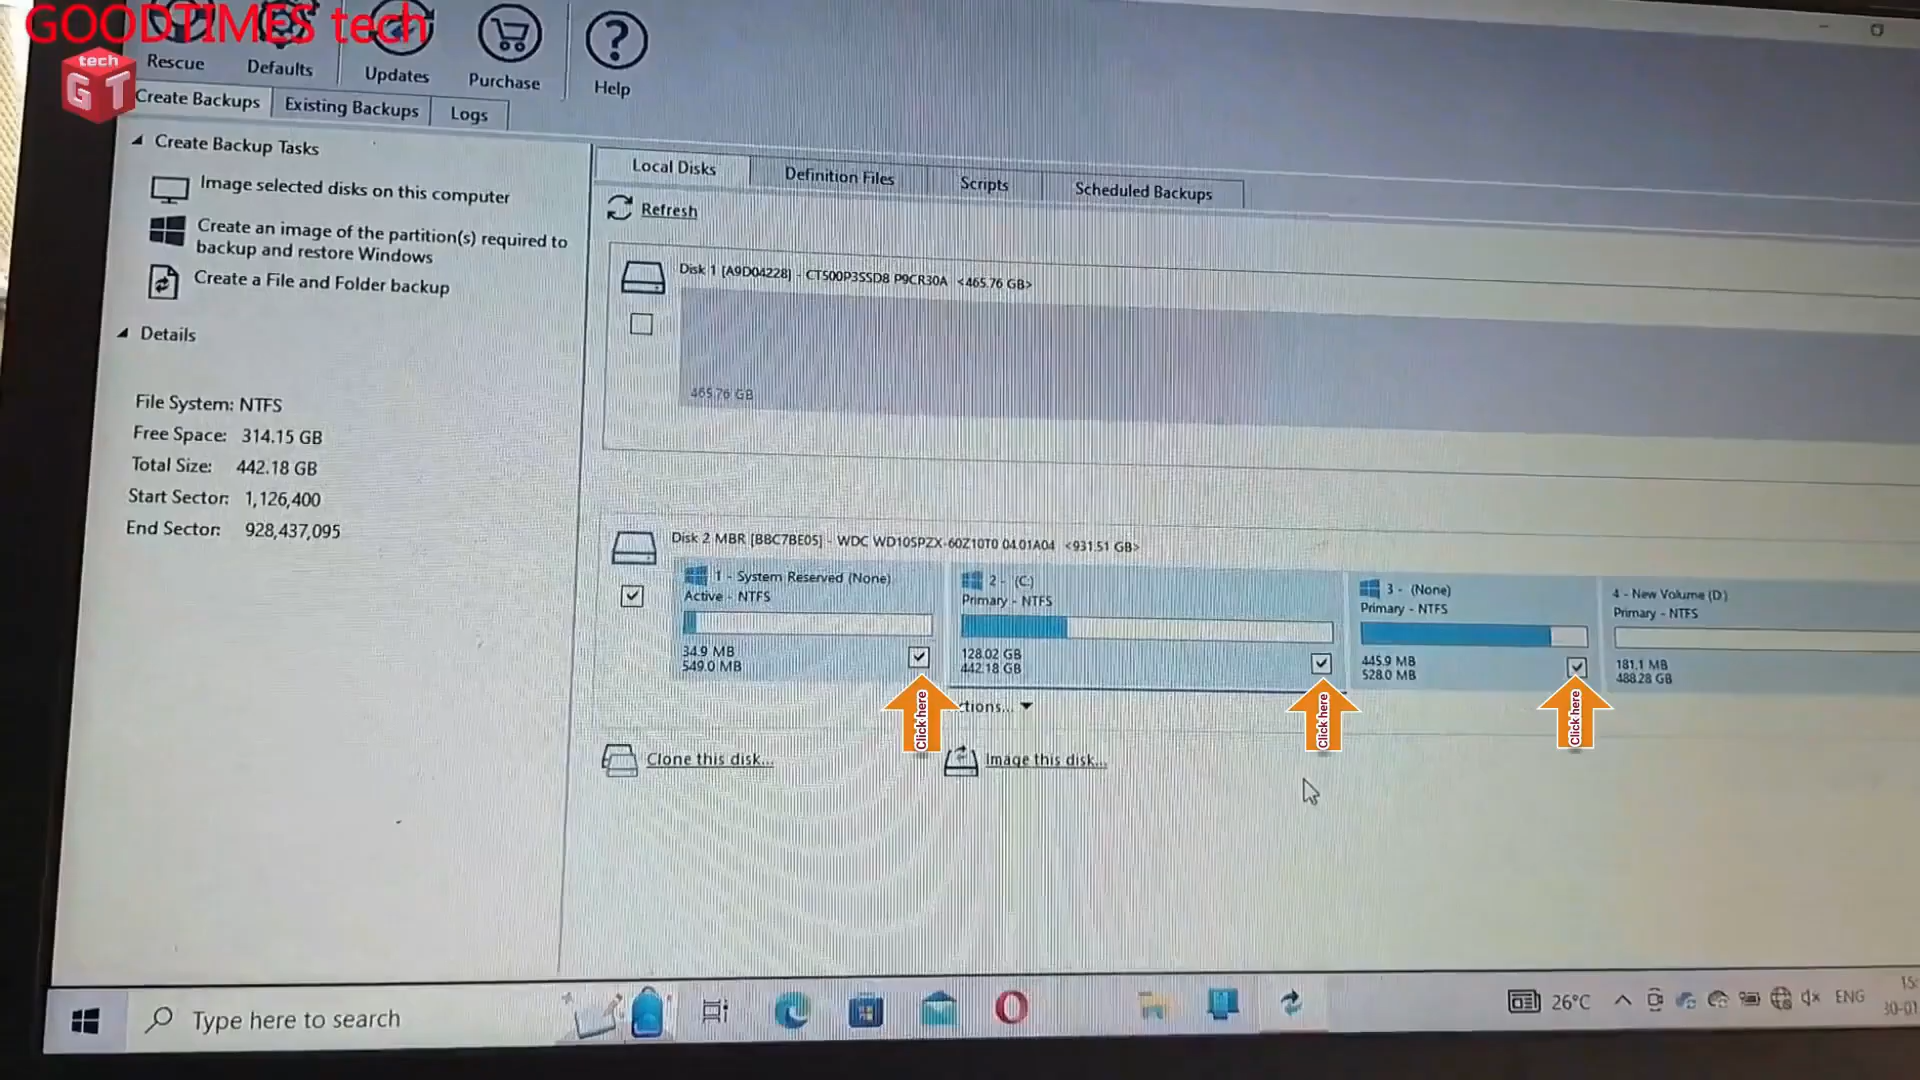 GOODTIMES tech
tech
G T
Rescue
Defaults
Updates
Purchase
Help
Create Backups
Existing Backups
Logs
Create Backup Tasks
Image selected disks on this computer
Create an image of the partition(s) required to
backup and restore Windows
Create a File and Folder backup
Details
File System: NTFS
Free Space: 314.15 GB
Total Size: 442.18 GB
Start Sector: 1,126,400
End Sector: 928,437,095
Local Disks
Definition Files
Scripts
Scheduled Backups
Refresh
Disk 1 [A9D04228] - CT500P3SSD8 P9CR30A <465.76 GB>
465.76 GB
Disk 2 MBR [BBC7BE05] - WDC WD10SPZX-60Z10T0 04.01A04 <931.51 GB>
1 - System Reserved (None)
Active - NTFS
34.9 MB
549.0 MB
2 - (C:)
Primary - NTFS
128.02 GB
442.18 GB
3 - (None)
Primary - NTFS
445.9 MB
528.0 MB
4 - New Volume (D:)
Primary - NTFS
181.1 MB
488.28 GB
Click here
Click here
Click here
ctions...
Clone this disk...
Image this disk...
Type here to search
26°C
ENG
15:
30-01